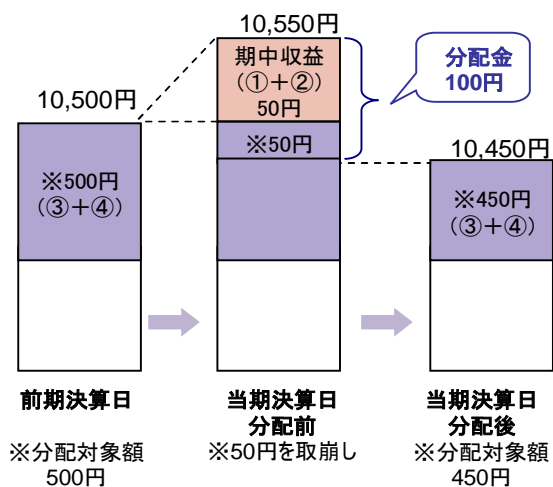 10,550円
期中収益
(①+②)
50円
分配金
100円
10,500円
※50円
10,450円
※500円
(③+④)
※450円
(③+④)
前期決算日
当期決算日
分配前
当期決算日
分配後
※分配対象額
500円
※50円を取崩し
※分配対象額
450円